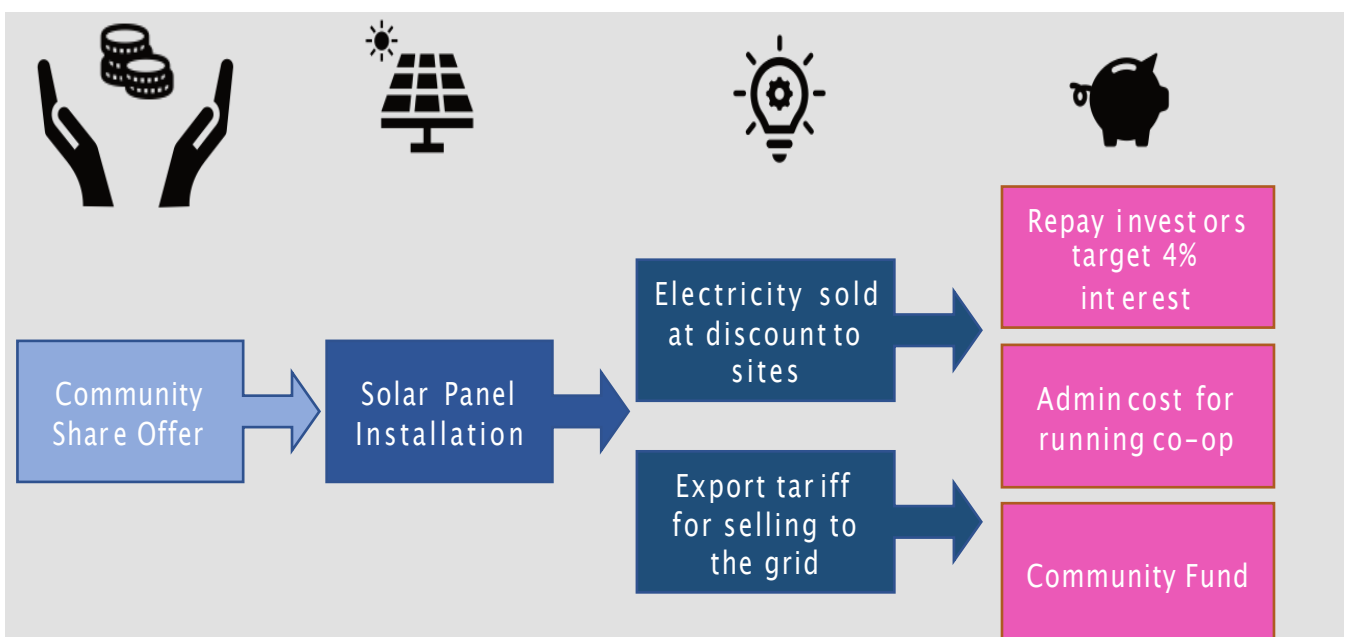 Community
Share Offer
Solar Panel
Installation
Electricity sold
at discount to
sites
Export tariff
for selling to
the grid
Repay investors
target 4%
interest
Admin cost for
running co-op
Community Fund